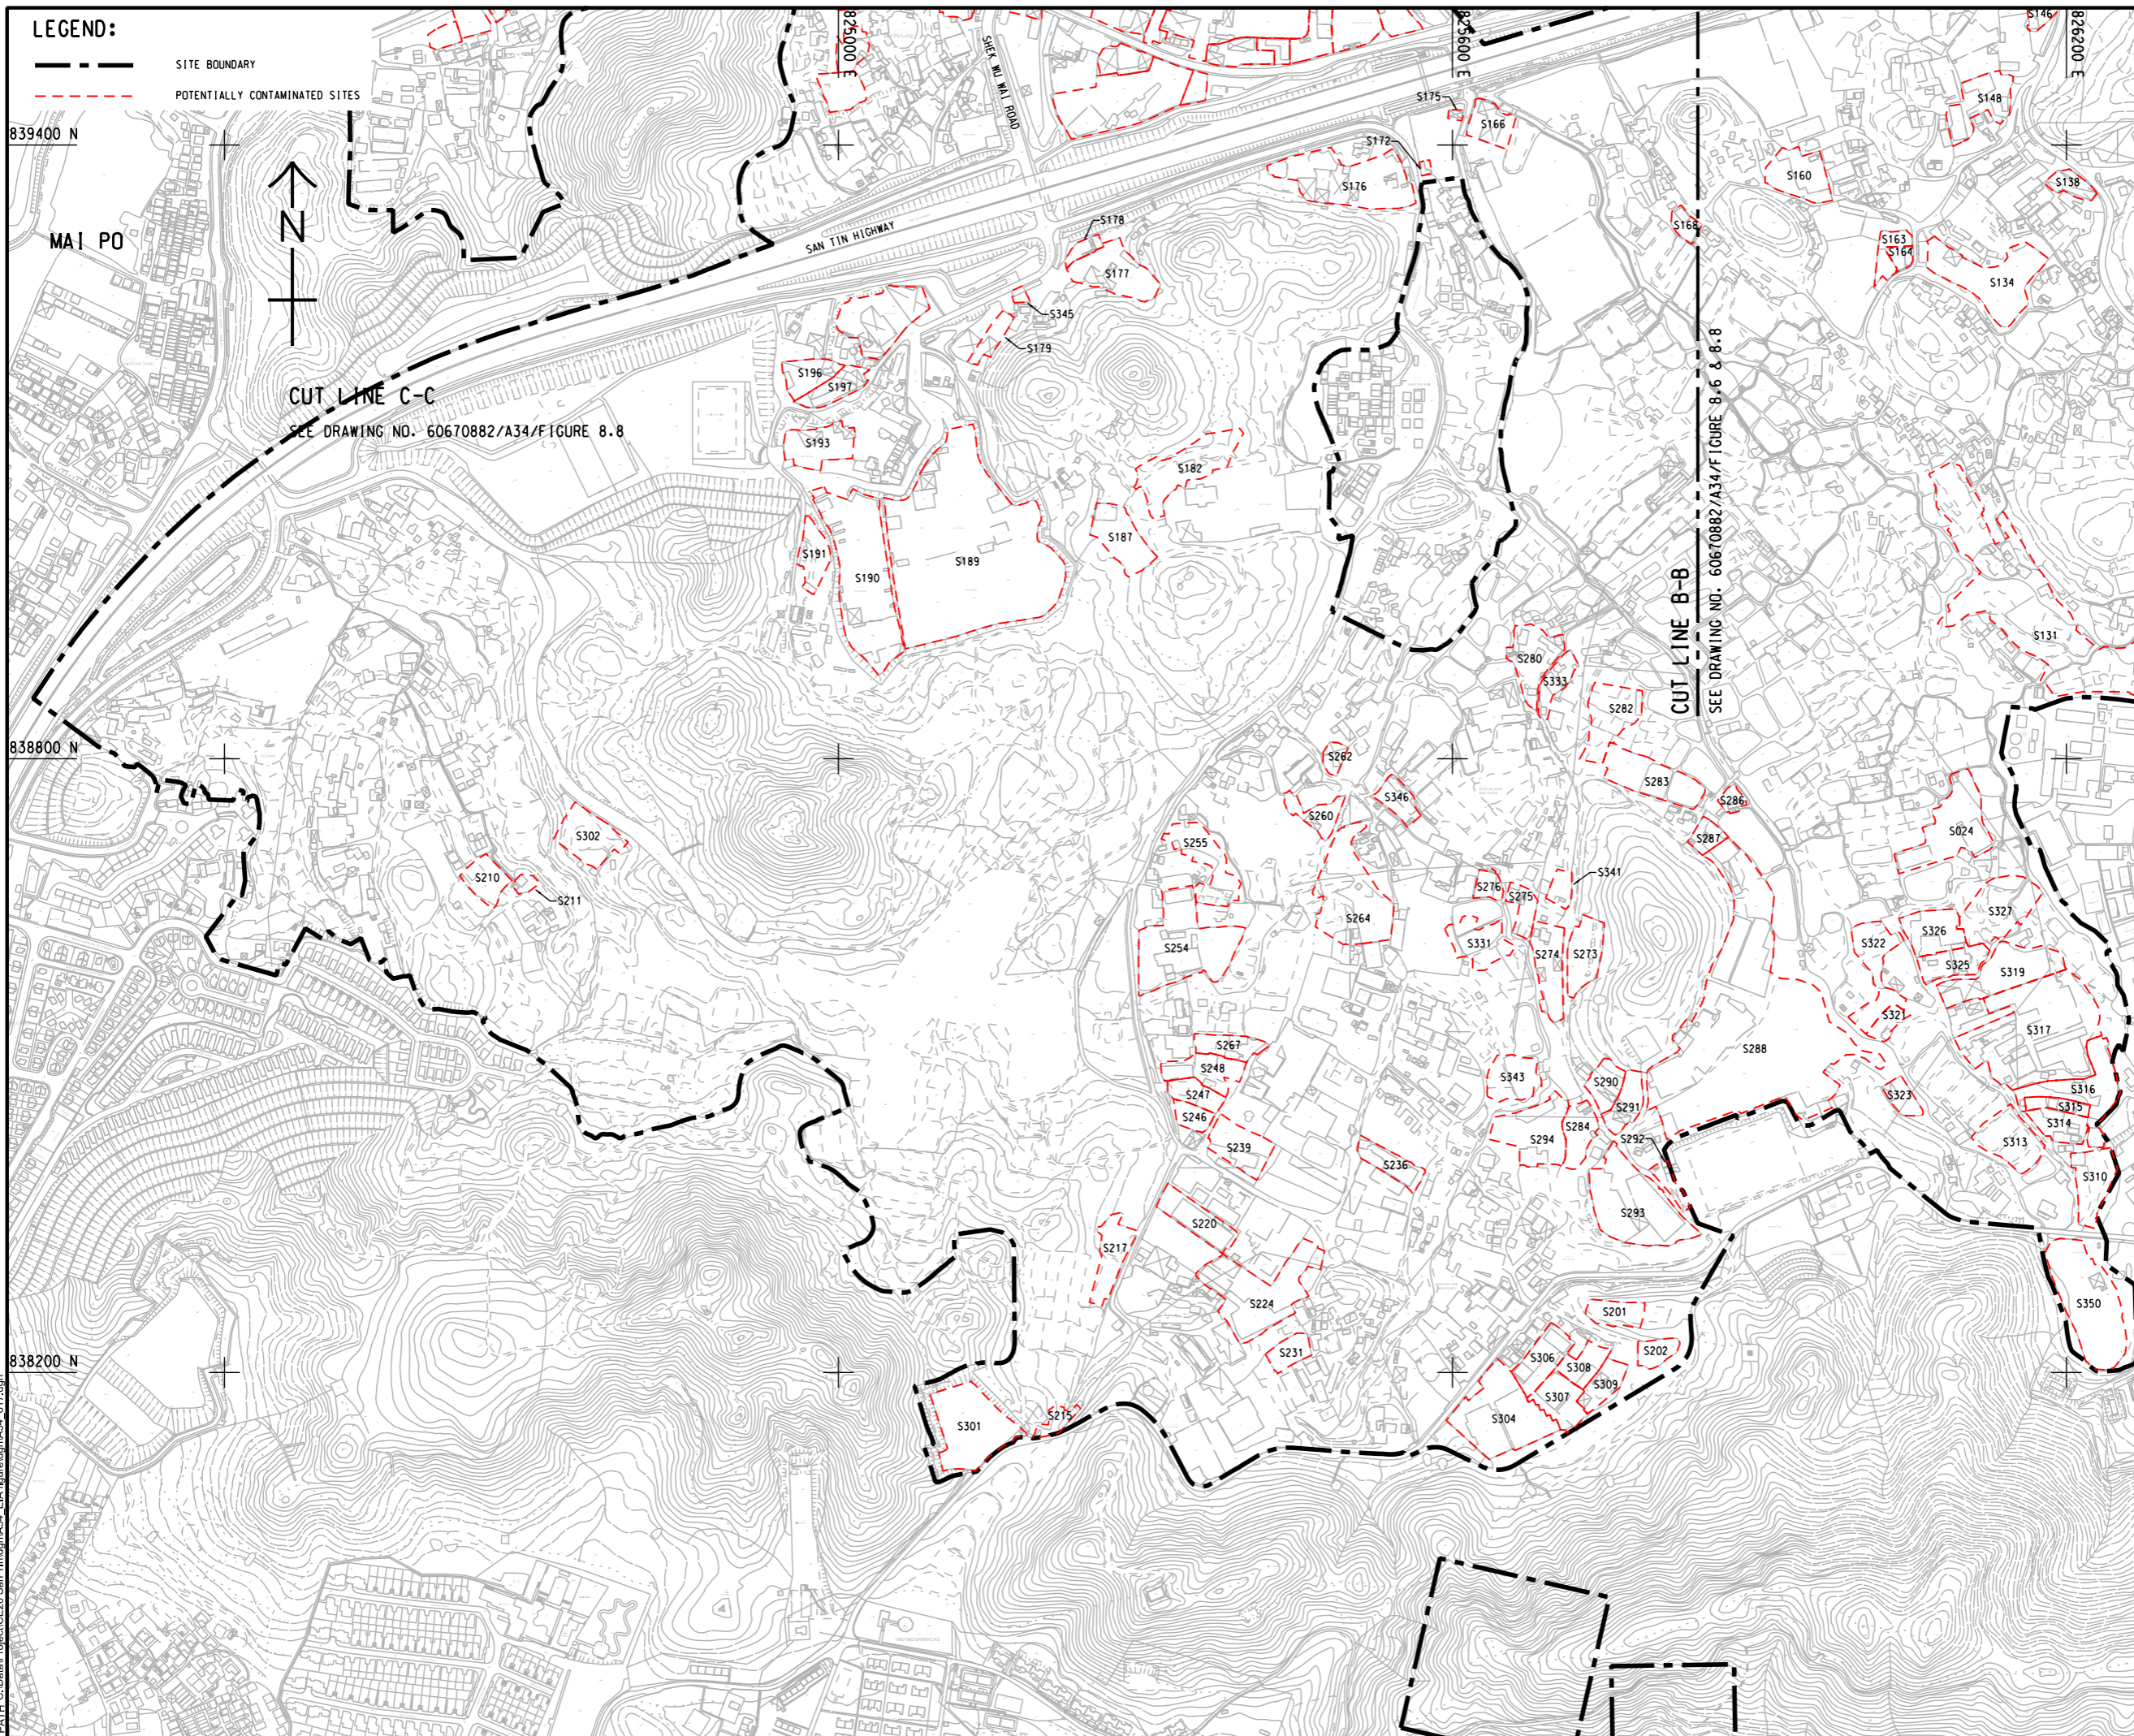 LEGEND:
SITE BOUNDARY
POTENTIALLY CONTAMINATED SITES
825000 E
825600 E
826200 E
839400 N
838800 N
838200 N
N
MAI PO
SHEK WU WAI ROAD
SAN TIN HIGHWAY
CUT LINE C-C
SEE DRAWING NO. 60670882/A34/FIGURE 8.8
CUT LINE B-B
SEE DRAWING NO. 60670882/A34/FIGURE 8.6 & 8.8
S146
S148
S175
S166
S172
S176
S160
S138
S168
S163
S164
S134
S178
S177
S345
S179
S196
S197
S193
S182
S187
S191
S190
S189
S131
S280
S333
S282
S283
S286
S287
S262
S346
S260
S255
S302
S210
S211
S024
S276
S275
S341
S264
S331
S274
S273
S254
S327
S326
S322
S325
S319
S321
S317
S288
S267
S248
S247
S246
S343
S290
S291
S316
S323
S315
S314
S313
S294
S284
S292
S239
S236
S310
S293
S220
S217
S224
S201
S350
S231
S202
S306
S308
S309
S307
S304
S301
S215